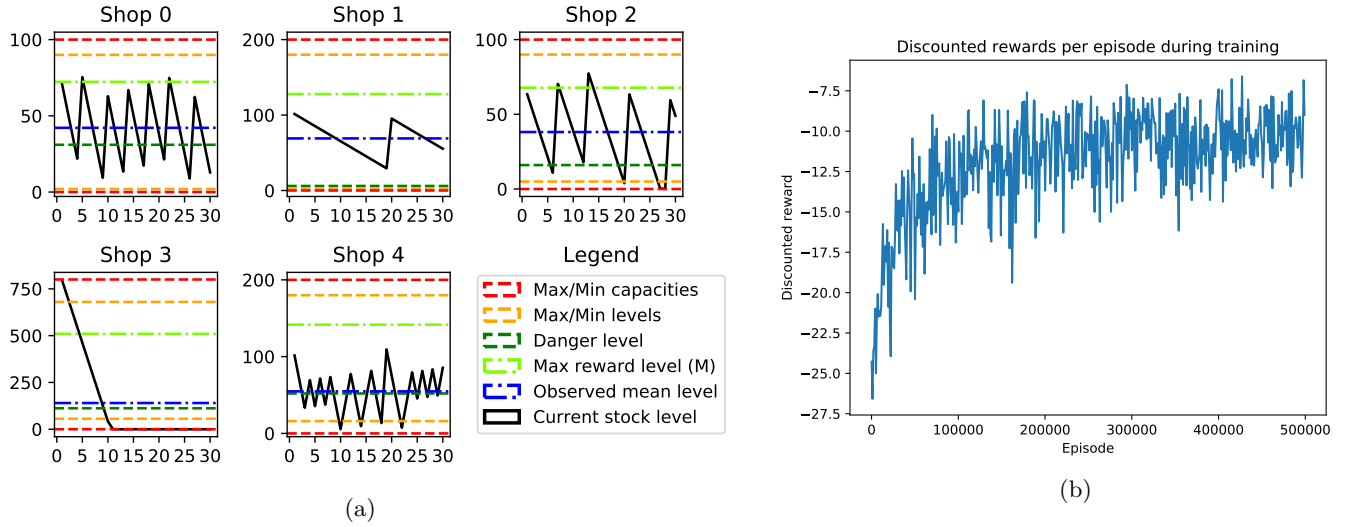 Shop 0
Shop 1
Shop 2
100
50
0
0 5 10 15 20 25 30
200
100
0
0 5 10 15 20 25 30
100
50
0
0 5 10 15 20 25 30
Shop 3
Shop 4
Legend
750
500
250
0
0 5 10 15 20 25 30
200
100
0
0 5 10 15 20 25 30
Max/Min capacities
Max/Min levels
Danger level
Max reward level (M)
Observed mean level
Current stock level
(a)
Discounted rewards per episode during training
Discounted reward
−7.5
−10.0
−12.5
−15.0
−17.5
−20.0
−22.5
−25.0
−27.5
0 100000 200000 300000 400000 500000
Episode
(b)